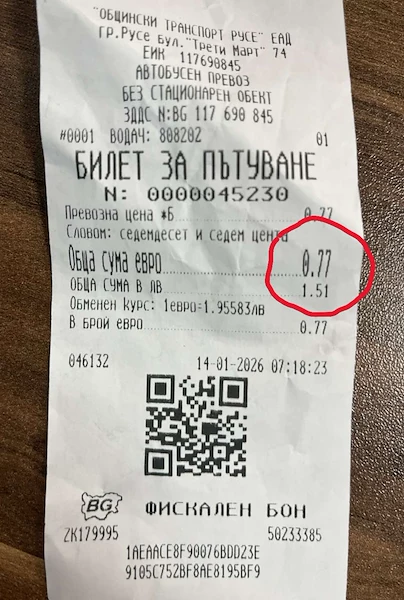 "ОБЩИНСКИ ТРАНСПОРТ РУСЕ" ЕАД
ГР.Русе Бул."Трети Март" 74
ЕИК 117690845
АВТОБУСЕН ПРЕВОЗ
БЕЗ СТАЦИОНАРЕН ОБЕКТ
ЗДДС N:BG 117 690 845
#0001 ВОДАЧ: 808202 01
БИЛЕТ ЗА ПЪТУВАНЕ
N: 0000045230
Превозна цена *Б 0.77
Словом: седемдесет и седем цента
Обща сума евро 0.77
ОБЩА СУМА В ЛВ 1.51
Обменен курс: 1евро=1.95583лв
В БРОЙ ЕВРО 0.77
046132 14-01-2026 07:18:23
BG ФИСКАЛЕН БОН
ZK179995 50233385
1AEAACE8F90076BDD23E
9105C752BF8AE8195BF9